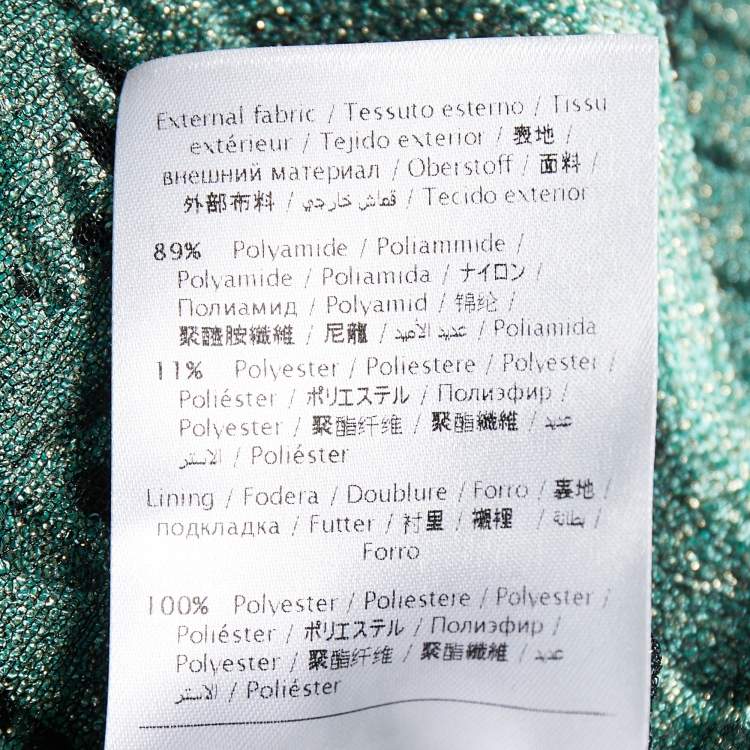 External fabric / Tessuto esterno / Tissu
extérieur / Tejido exterior / 表地 /
внешний материал / Oberstoff / 面料 /
外部布料 / قماش خارجي / Tecido exterior
89% Polyamide / Poliammide /
Polyamide / Poliamida / ナイロン /
Полиамид / Polyamid / 锦纶 /
聚醯胺纖維 / 尼龍 / عديد الأميد / Poliamida
11% Polyester / Poliestere / Polyester /
Poliéster / ポリエステル / Полиэфир /
Polyester / 聚酯纤维 / 聚酯纖維 / عديد
الاستر / Poliéster
Lining / Fodera / Doublure / Forro / 裏地 /
подкладка / Futter / 衬里 / 襯裡 / بطانة /
Forro
100% Polyester / Poliestere / Polyester /
Poliéster / ポリエステル / Полиэфир /
Polyester / 聚酯纤维 / 聚酯纖維 / عديد
الاستر / Poliéster